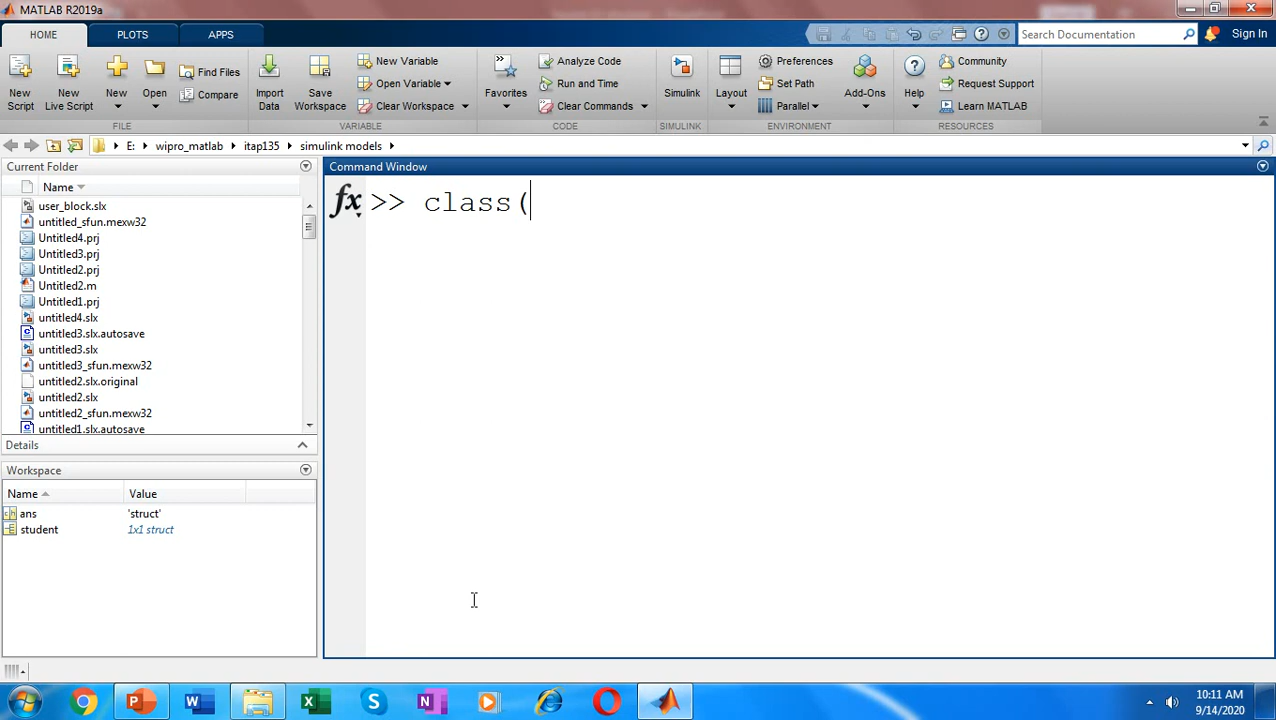 MATLAB R2019a
HOME PLOTS APPS
Search Documentation Sign In
New Script New Live Script New Open Find Files Compare
Import Data Save Workspace New Variable Open Variable Clear Workspace
Favorites Analyze Code Run and Time Clear Commands
Simulink Layout Preferences Set Path Parallel Add-Ons
Help Community Request Support Learn MATLAB
FILE VARIABLE CODE SIMULINK ENVIRONMENT RESOURCES
E: wipro_matlab itap135 simulink models
Current Folder
Name
user_block.slx
untitled_sfun.mexw32
Untitled4.prj
Untitled3.prj
Untitled2.prj
Untitled2.m
Untitled1.prj
untitled4.slx
untitled3.slx.autosave
untitled3.slx
untitled3_sfun.mexw32
untitled2.slx.original
untitled2.slx
untitled2_sfun.mexw32
untitled1.slx.autosave
Details
Workspace
Name Value
ans 'struct'
student 1x1 struct
Command Window
fx >> class(
10:11 AM
9/14/2020